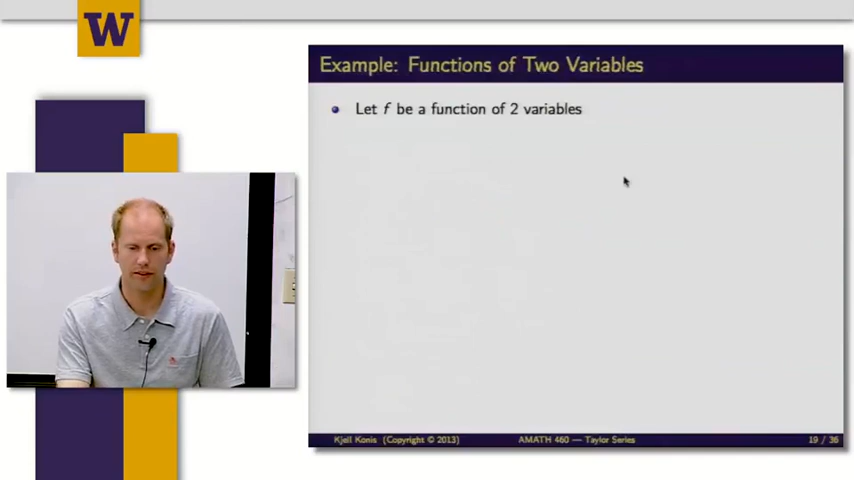 W
Example: Functions of Two Variables
Let f be a function of 2 variables
Kjell Konis (Copyright © 2013) AMATH 460 — Taylor Series 19 / 36